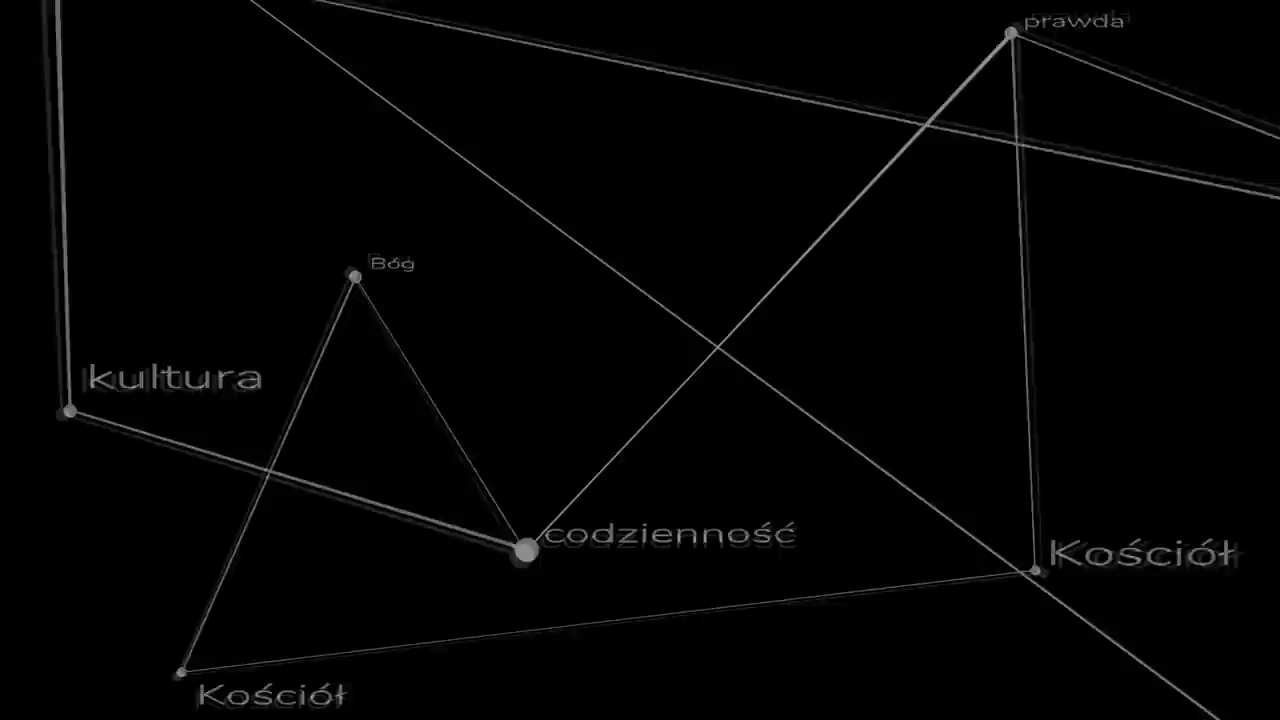 prawda
Bóg
kultura
codzienność
Kościół
Kościół